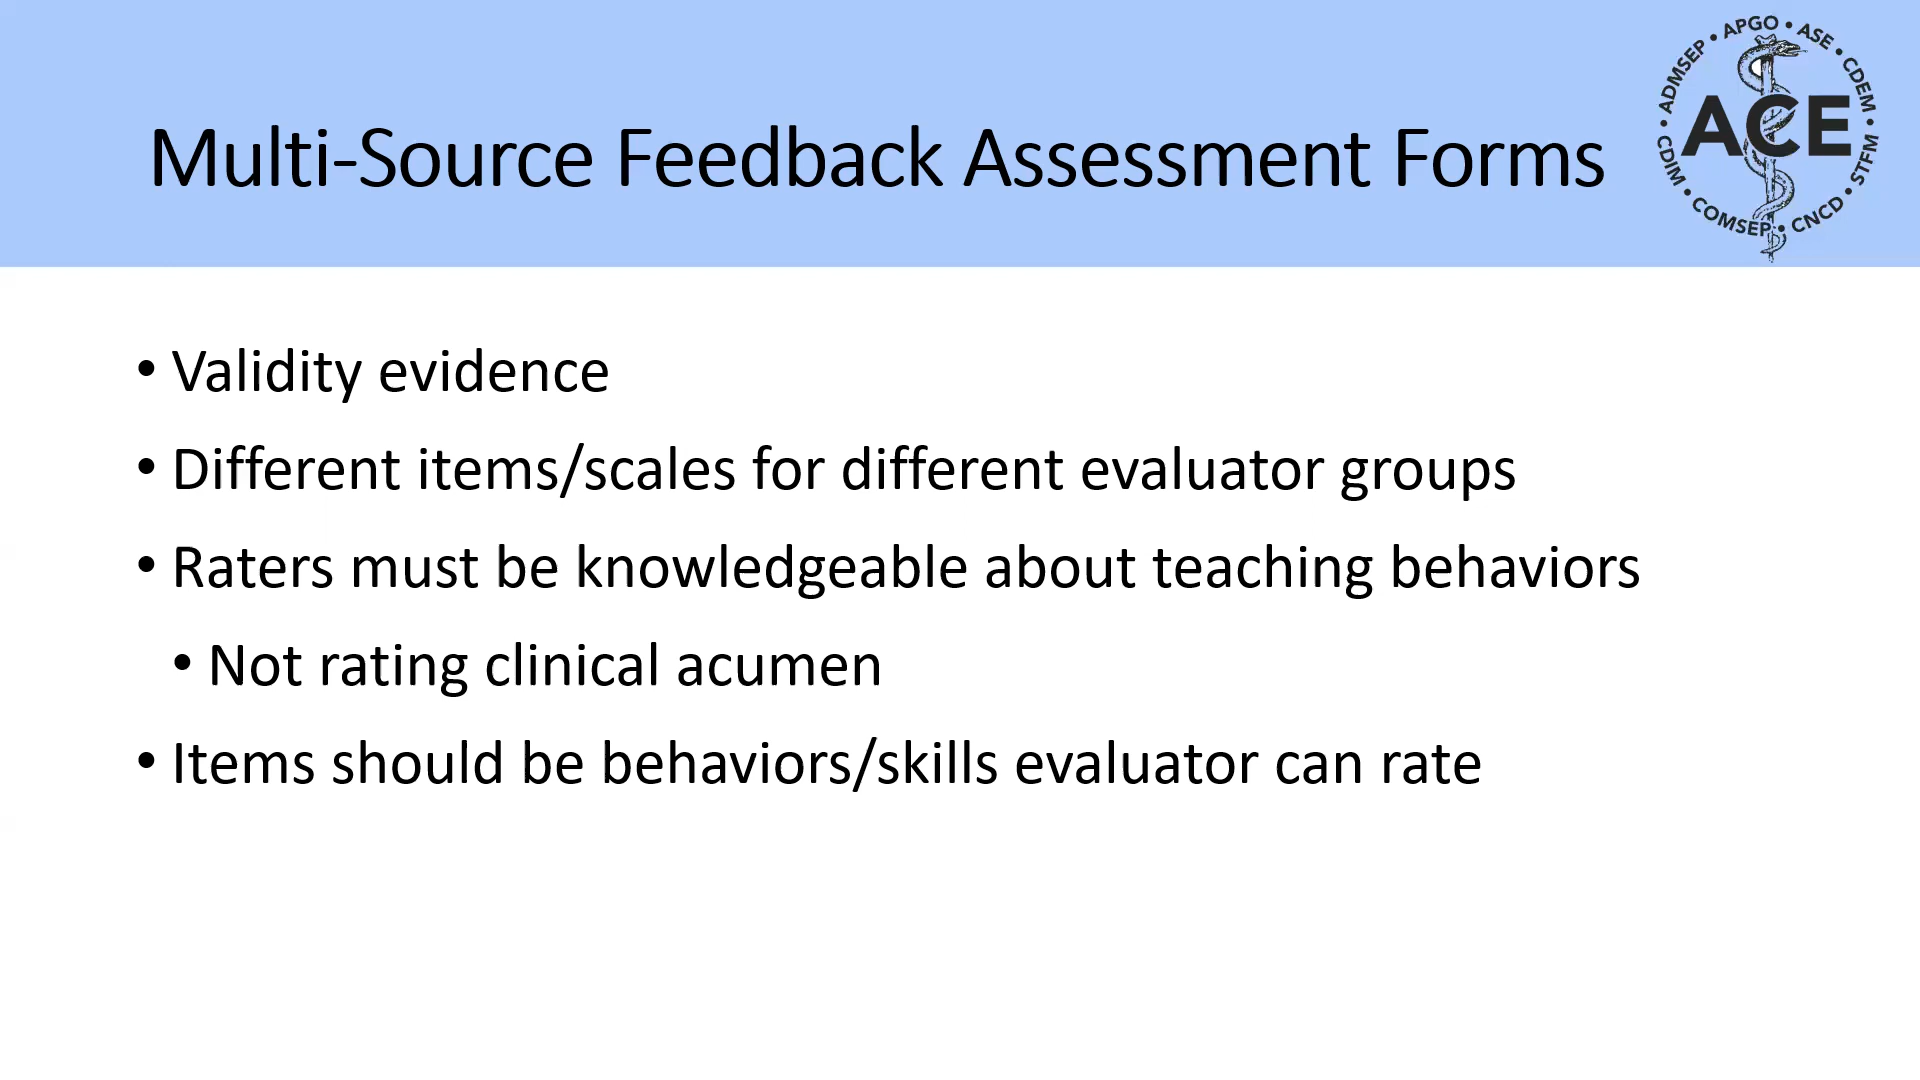 Multi-Source Feedback Assessment Forms
ADMSEP • APGO • ASE • CDEM • STFM • CNCD • COMSEP • CDIM •
ACE
• Validity evidence
• Different items/scales for different evaluator groups
• Raters must be knowledgeable about teaching behaviors
• Not rating clinical acumen
• Items should be behaviors/skills evaluator can rate